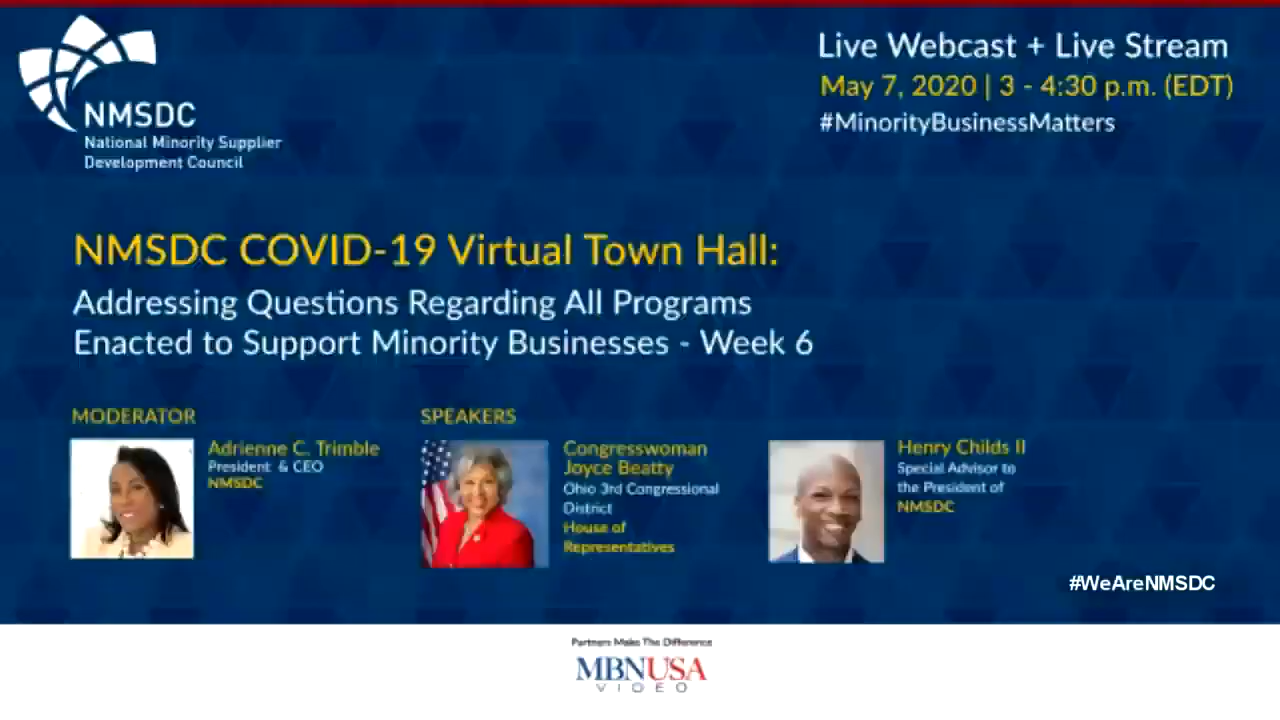 NMSDC
National Minority Supplier
Development Council
Live Webcast + Live Stream
May 7, 2020 | 3 - 4:30 p.m. (EDT)
#MinorityBusinessMatters
NMSDC COVID-19 Virtual Town Hall:
Addressing Questions Regarding All Programs
Enacted to Support Minority Businesses - Week 6
MODERATOR
Adrienne C. Trimble
President & CEO
NMSDC
SPEAKERS
Congresswoman
Joyce Beatty
Ohio 3rd Congressional
District
House of
Representatives
Henry Childs II
Special Advisor to
the President of
NMSDC
#WeAreNMSDC
Partners Make The Difference
MBNUSA
VIDEO